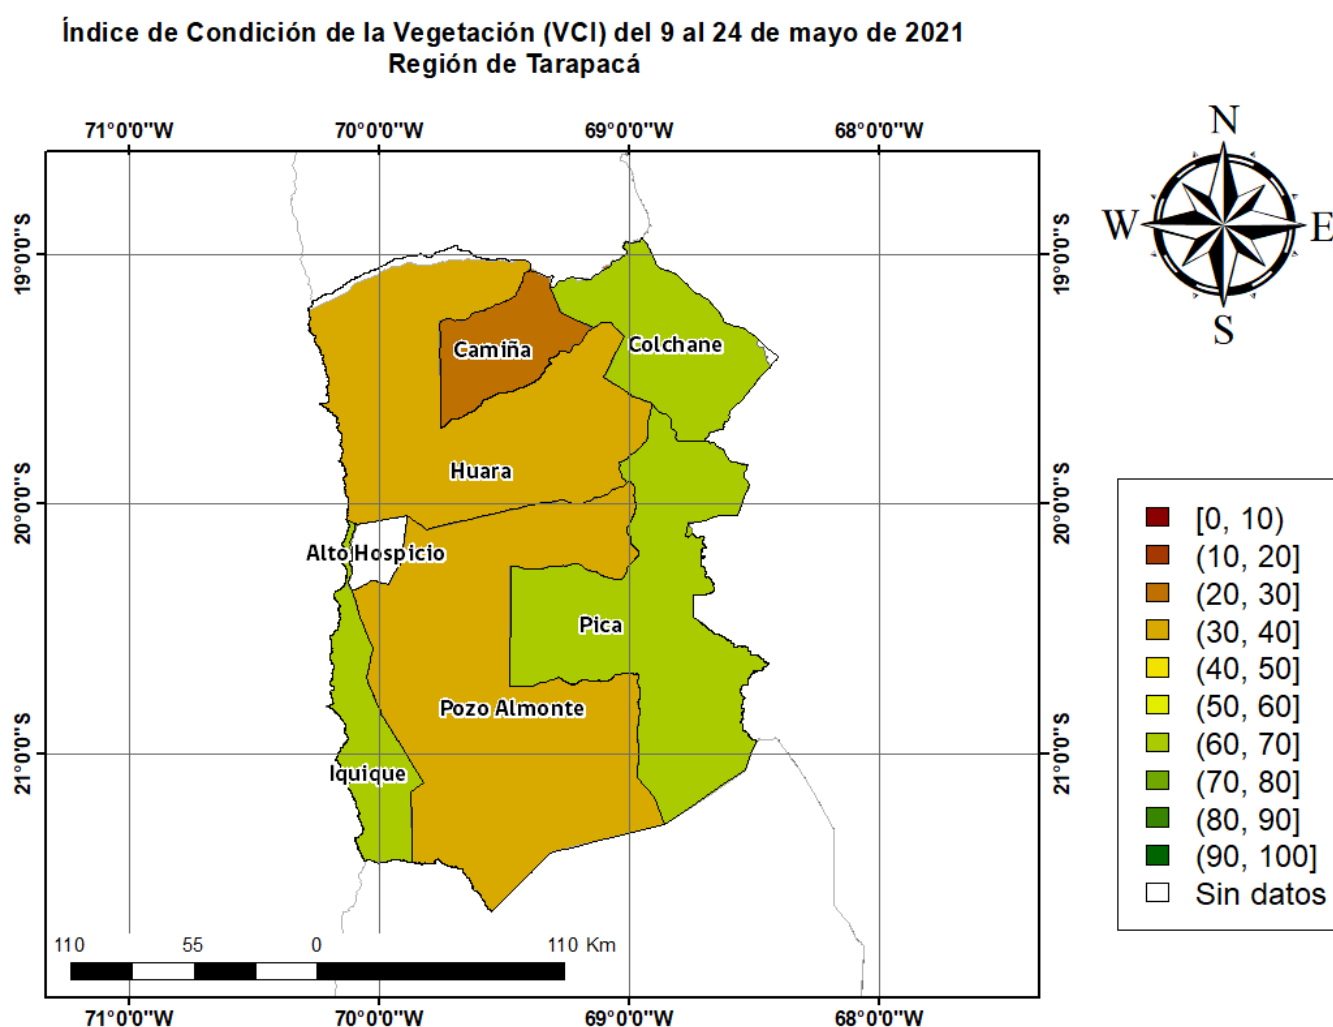 Índice de Condición de la Vegetación (VCI) del 9 al 24 de mayo de 2021
Región de Tarapacá
71°0'0"W 70°0'0"W 69°0'0"W 68°0'0"W
N
W E
S
19°0'0"S 19°0'0"S
Camiña Colchane
Huara
20°0'0"S 20°0'0"S
Alto Hospicio
Pica
Pozo Almonte
21°0'0"S 21°0'0"S
Iquique
[0, 10)
(10, 20]
(20, 30]
(30, 40]
(40, 50]
(50, 60]
(60, 70]
(70, 80]
(80, 90]
(90, 100]
Sin datos
110 55 0 110 Km
71°0'0"W 70°0'0"W 69°0'0"W 68°0'0"W